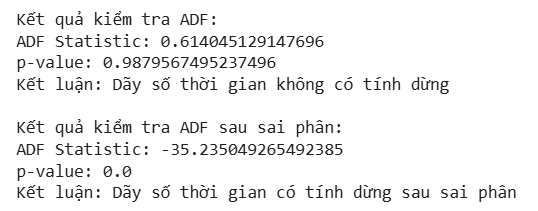 Kết quả kiểm tra ADF:
ADF Statistic: 0.614045129147696
p-value: 0.9879567495237496
Kết luận: Dãy số thời gian không có tính dừng
Kết quả kiểm tra ADF sau sai phân:
ADF Statistic: -35.235049265492385
p-value: 0.0
Kết luận: Dãy số thời gian có tính dừng sau sai phân